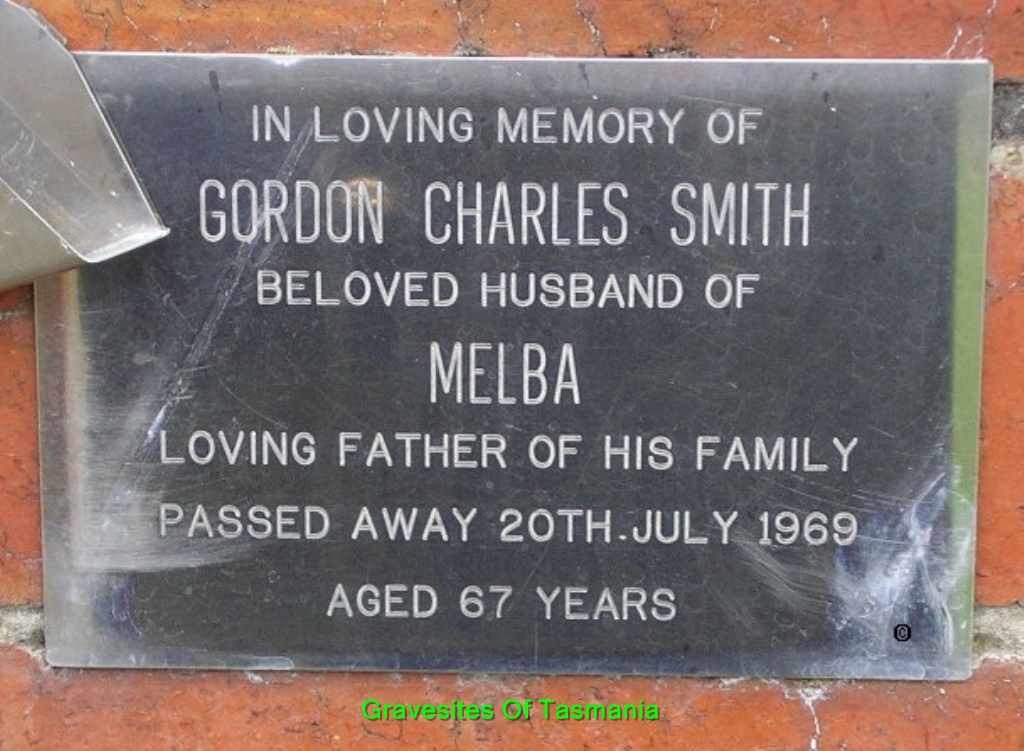 IN LOVING MEMORY OF
GORDON CHARLES SMITH
BELOVED HUSBAND OF
MELBA
LOVING FATHER OF HIS FAMILY
PASSED AWAY 20TH.JULY 1969
AGED 67 YEARS
©
Gravesites Of Tasmania